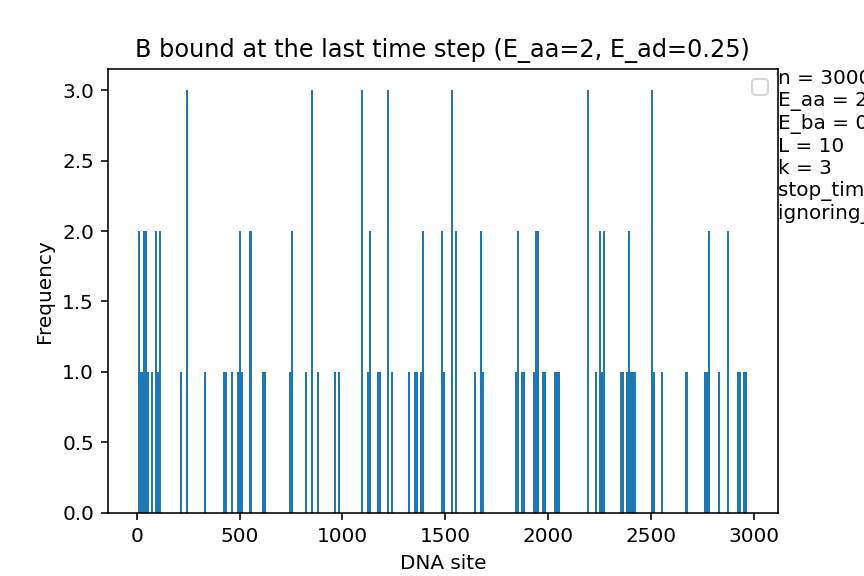 B bound at the last time step (E_aa=2, E_ad=0.25)
n = 3000
E_aa = 2
E_ba = 0
L = 10
k = 3
stop_tim
ignoring_
Frequency
3.0
2.5
2.0
1.5
1.0
0.5
0.0
0 500 1000 1500 2000 2500 3000
DNA site